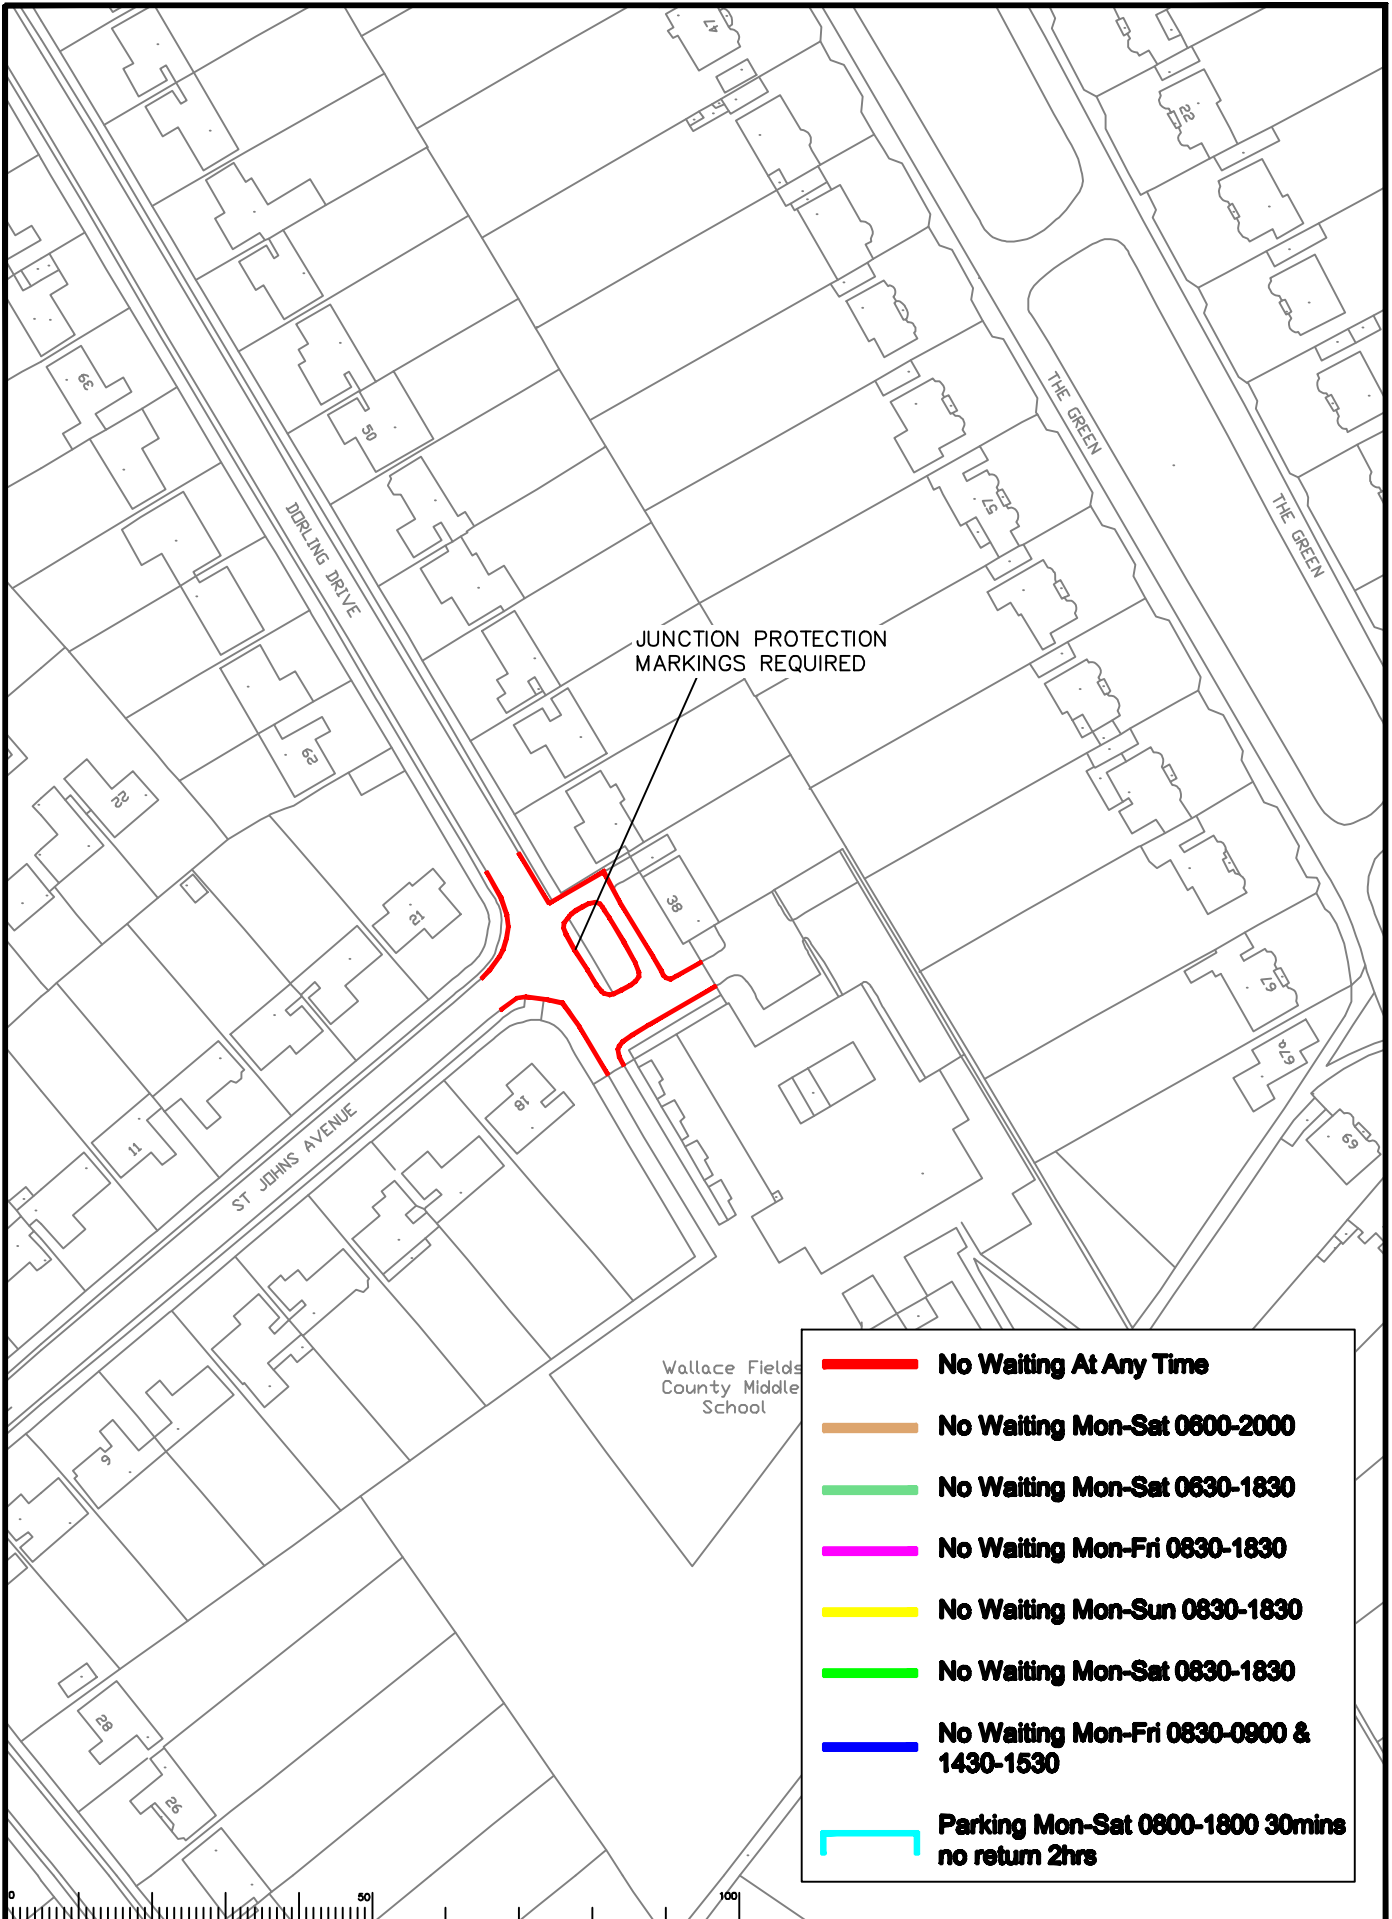 47
22
39
50
THE GREEN
57
THE GREEN
DORLING DRIVE
JUNCTION PROTECTION
MARKINGS REQUIRED
29
22
21
38
67
67a
69
18
11
ST JOHNS AVENUE
Wallace Fields
County Middle
School
9
28
26
No Waiting At Any Time
No Waiting Mon-Sat 0600-2000
No Waiting Mon-Sat 0630-1830
No Waiting Mon-Fri 0830-1830
No Waiting Mon-Sun 0830-1830
No Waiting Mon-Sat 0830-1830
No Waiting Mon-Fri 0830-0900 &
1430-1530
Parking Mon-Sat 0800-1800 30mins
no return 2hrs
0
50
100